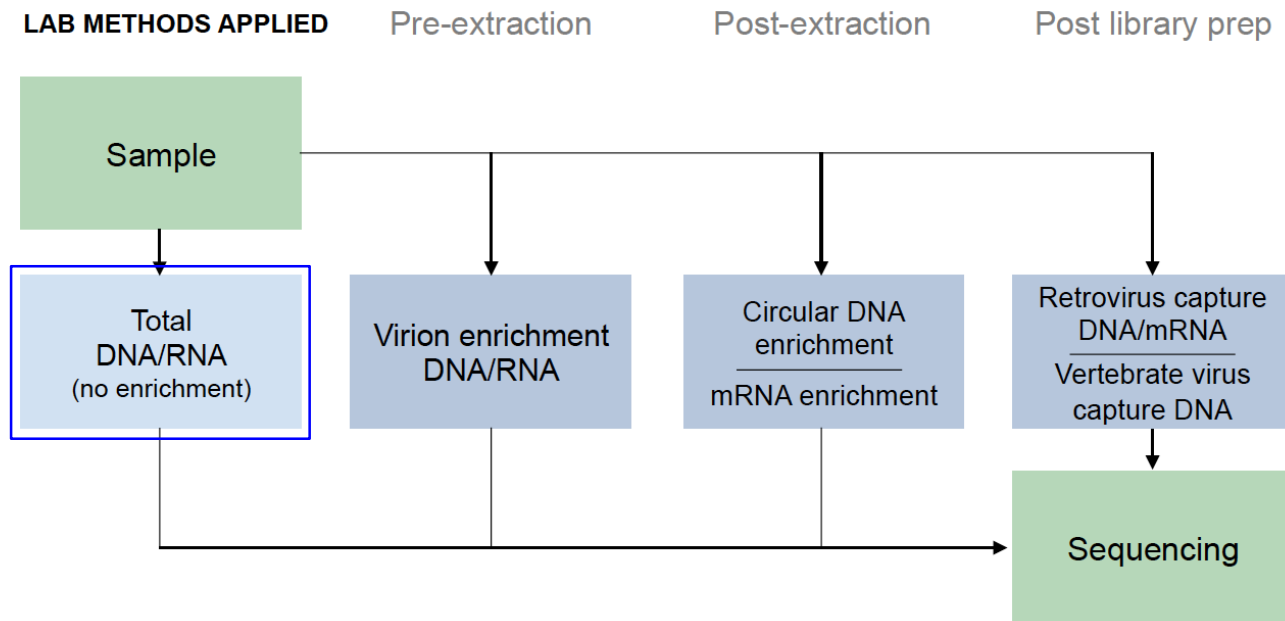 LAB METHODS APPLIED
Pre-extraction
Post-extraction
Post library prep
Sample
Total
DNA/RNA
(no enrichment)
Virion enrichment
DNA/RNA
Circular DNA
enrichment
mRNA enrichment
Retrovirus capture
DNA/mRNA
Vertebrate virus
capture DNA
Sequencing